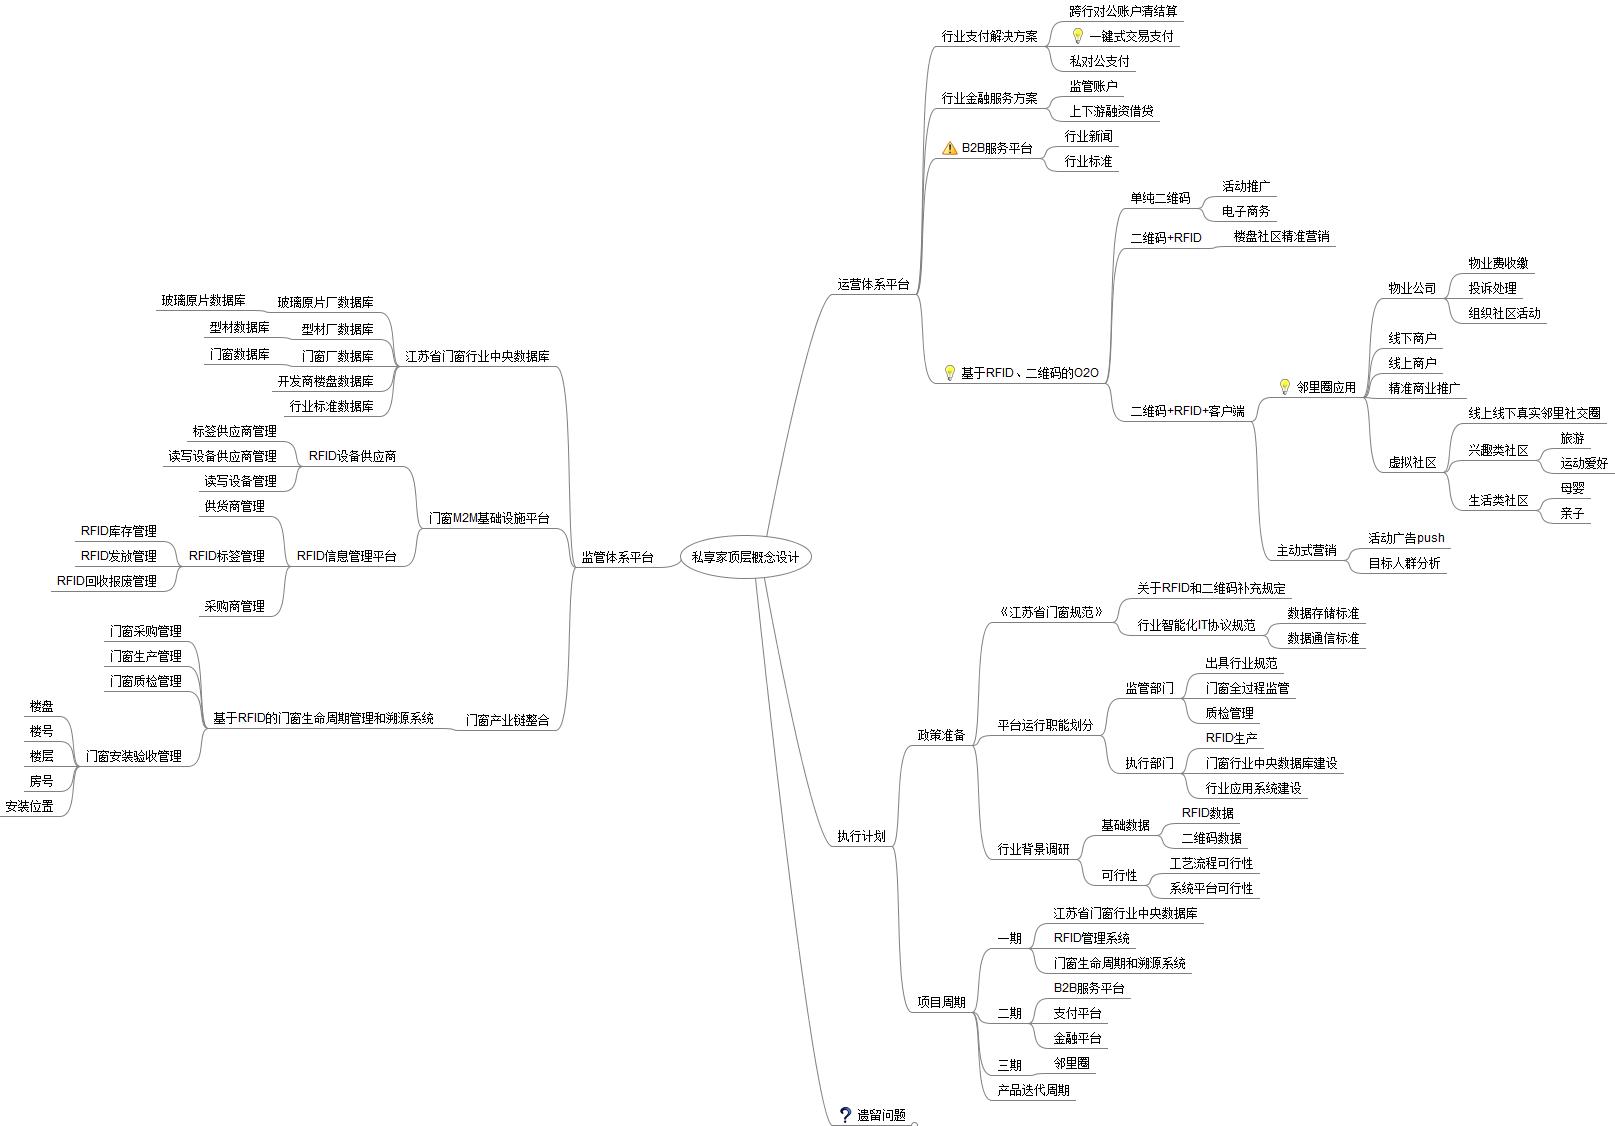 私享家顶层概念设计
运营体系平台
行业支付解决方案
跨行对公账户清结算
一键式交易支付
私对公支付
行业金融服务方案
监管账户
上下游融资借贷
B2B服务平台
行业新闻
行业标准
基于RFID、二维码的O2O
单纯二维码
活动推广
电子商务
二维码+RFID
楼盘社区精准营销
二维码+RFID+客户端
邻里圈应用
物业公司
物业费收缴
投诉处理
组织社区活动
线下商户
线上商户
精准商业推广
虚拟社区
线上线下真实邻里社交圈
兴趣类社区
旅游
运动爱好
生活类社区
母婴
亲子
主动式营销
活动广告push
目标人群分析
执行计划
政策准备
《江苏省门窗规范》
关于RFID和二维码补充规定
行业智能化IT协议规范
数据存储标准
数据通信标准
平台运行职能划分
监管部门
出具行业规范
门窗全过程监管
质检管理
执行部门
RFID生产
门窗行业中央数据库建设
行业应用系统建设
行业背景调研
基础数据
RFID数据
二维码数据
可行性
工艺流程可行性
系统平台可行性
项目周期
一期
江苏省门窗行业中央数据库
RFID管理系统
门窗生命周期和溯源系统
二期
B2B服务平台
支付平台
金融平台
三期
邻里圈
产品迭代周期
遗留问题
监管体系平台
江苏省门窗行业中央数据库
玻璃原片厂数据库
玻璃原片数据库
型材厂数据库
型材数据库
门窗厂数据库
门窗数据库
开发商楼盘数据库
行业标准数据库
门窗M2M基础设施平台
RFID设备供应商
标签供应商管理
读写设备供应商管理
读写设备管理
RFID信息管理平台
供货商管理
RFID标签管理
RFID库存管理
RFID发放管理
RFID回收报废管理
采购商管理
门窗产业链整合
基于RFID的门窗生命周期管理和溯源系统
门窗采购管理
门窗生产管理
门窗质检管理
门窗安装验收管理
楼盘
楼号
楼层
房号
安装位置